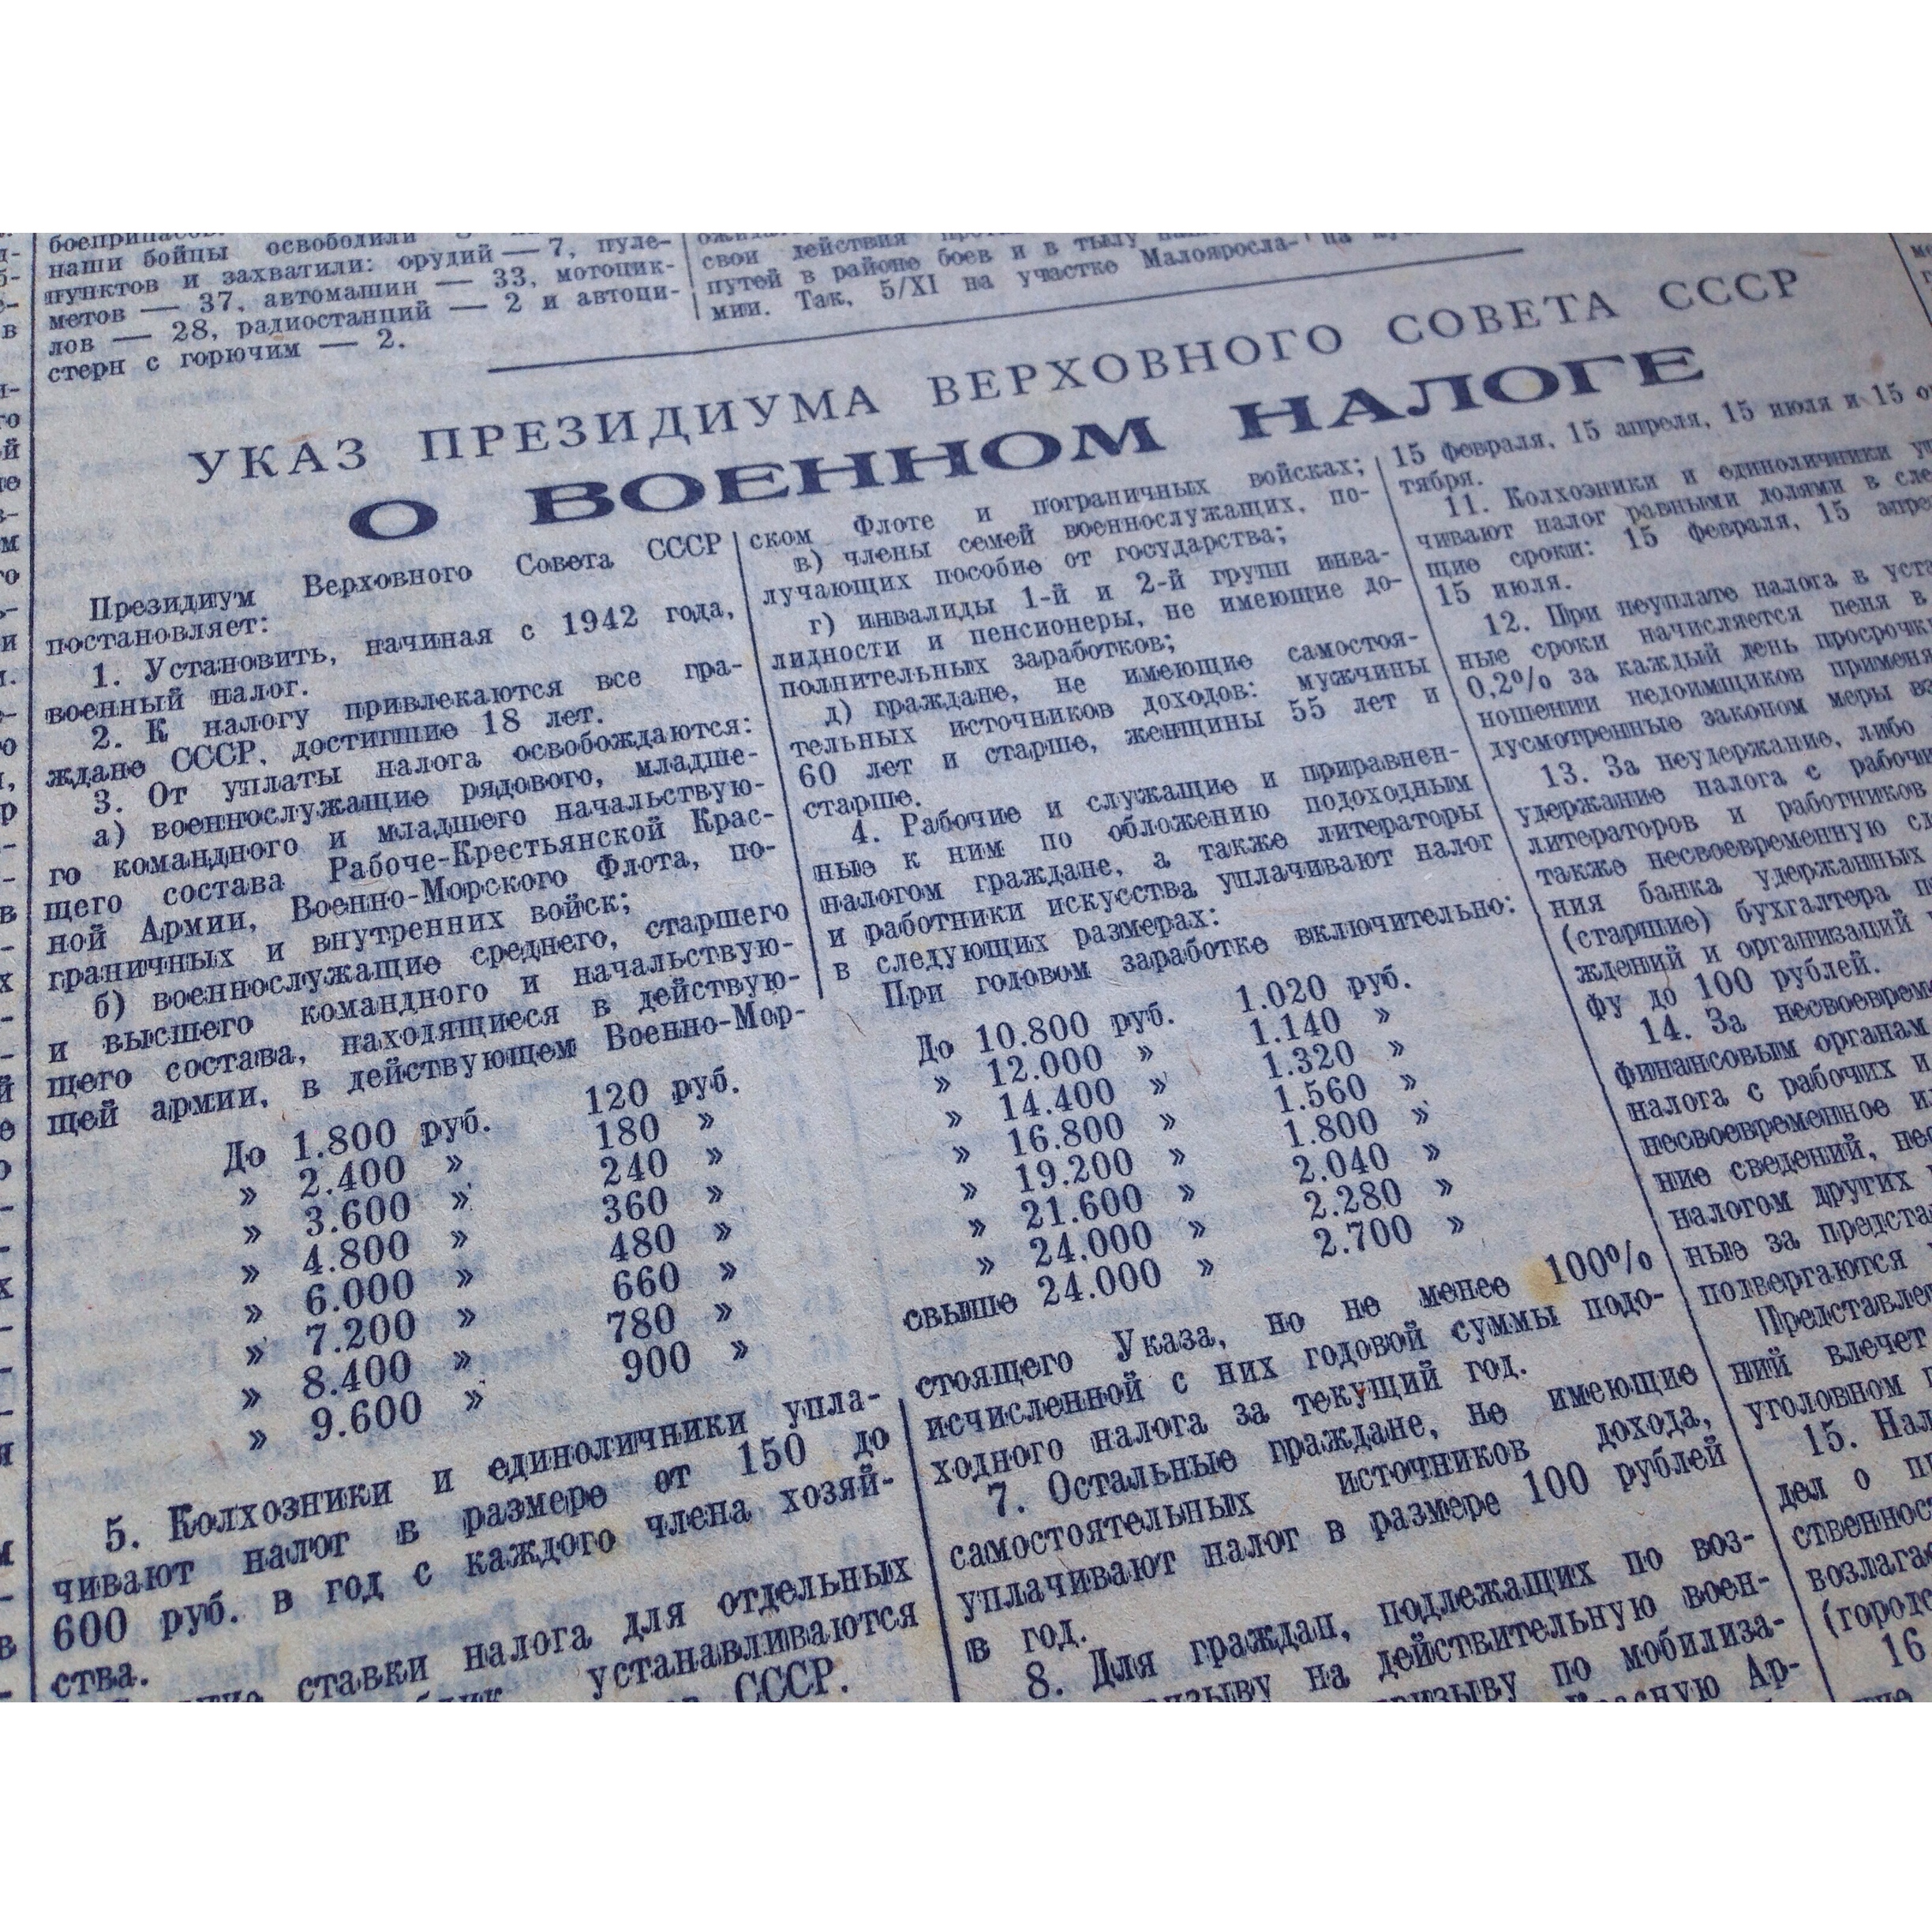 наши бойцы освободили
пунктов и захватили: орудий — 7, пуле-
метов — 37, автомашин — 33, мотоцик-
лов — 28, радиостанций — 2 и автоци-
стерн с горючим — 2.
свои действия
путей в районе боев и в тылу
мии. Так, 5/XI на участке Малояросла-
УКАЗ ПРЕЗИДИУМА ВЕРХОВНОГО СОВЕТА СССР
О ВОЕННОМ НАЛОГЕ
Президиум Верховного Совета СССР
постановляет:
1. Установить, начиная с 1942 года,
военный налог.
2. К налогу привлекаются все гра-
ждане СССР, достигшие 18 лет.
3. От уплаты налога освобождаются:
а) военнослужащие рядового, младше-
го командного и младшего начальствую-
щего состава Рабоче-Крестьянской Крас-
ной Армии, Военно-Морского Флота, по-
граничных и внутренних войск;
б) военнослужащие среднего, старшего
и высшего командного и начальствую-
щего состава, находящиеся в действую-
щей армии, в действующем Военно-Мор-
ском Флоте и пограничных войсках;
в) члены семей военнослужащих, по-
лучающих пособие от государства;
г) инвалиды 1-й и 2-й групп инва-
лидности и пенсионеры, не имеющие до-
полнительных заработков;
д) граждане, не имеющие самостоя-
тельных источников доходов: мужчины
60 лет и старше, женщины 55 лет и
старше.
4. Рабочие и служащие и приравнен-
ные к ним по обложению подоходным
налогом граждане, а также литераторы
и работники искусства уплачивают налог
в следующих размерах:
При годовом заработке включительно:
До 1.800 руб. 120 руб.
» 2.400 » 180 »
» 3.600 » 240 »
» 4.800 » 360 »
» 6.000 » 480 »
» 7.200 » 660 »
» 8.400 » 780 »
» 9.600 » 900 »
До 10.800 руб. 1.020 руб.
» 12.000 » 1.140 »
» 14.400 » 1.320 »
» 16.800 » 1.560 »
» 19.200 » 1.800 »
» 21.600 » 2.040 »
» 24.000 » 2.280 »
свыше 24.000 » 2.700 »
5. Колхозники и единоличники упла-
чивают налог в размере от 150 до
600 руб. в год с каждого члена хозяй-
ства.
ставки налога для отдельных
устанавливаются
СССР.
стоящего Указа, но не менее 100%
исчисленной с них годовой суммы подо-
ходного налога за текущий год.
7. Остальные граждане, не имеющие
самостоятельных источников дохода,
уплачивают налог в размере 100 рублей
в год.
8. Для граждан, подлежащих по воз-
на действительную воен-
по мобилиза-
Ар-
15 февраля, 15 апреля, 15 июля и 15
тября.
11. Колхозники и единоличники
чивают налог равными долями в
щие сроки: 15 февраля, 15
15 июля.
12. При неуплате налога в
ные сроки начисляется пеня в
0,2% за каждый день
ношении недоимщиков
дусмотренные законом меры
13. За неудержание, либо
удержание налога с
литераторов и работников
также несвоевременную
ния банка удержанных
(старшие) бухгалтера
ждений и организаций
фу до 100 рублей.
14. За
финансовым органам
налога с рабочих и
несвоевременное
ние сведений,
налогом других
ные за
подвергаются
ний влечет
уголовном
15.
дел о
(город
16